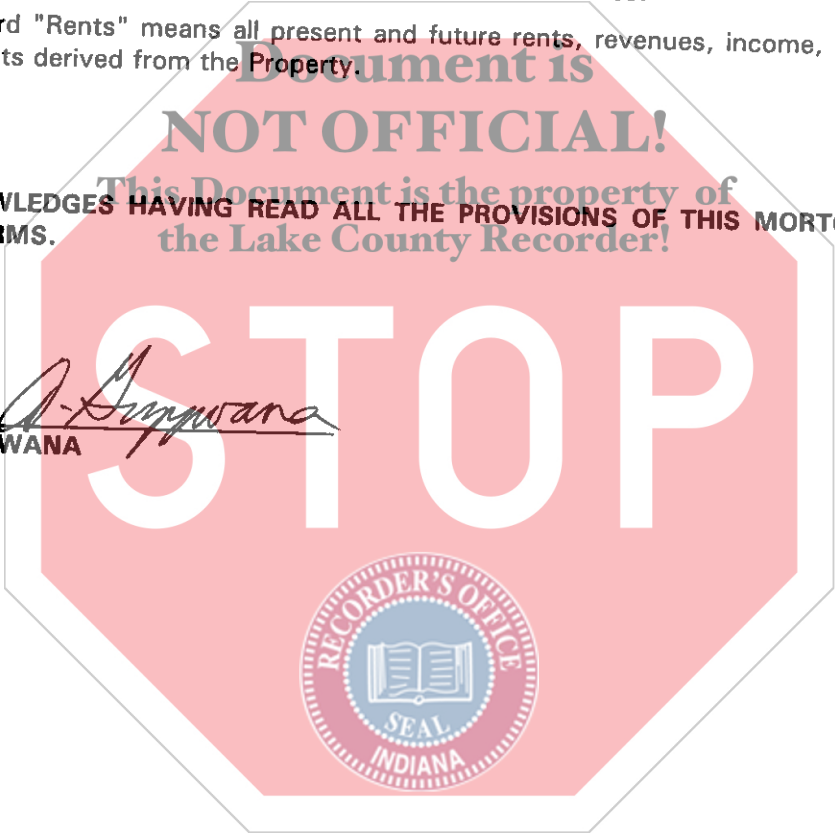 rd "Rents" means all present and future rents, revenues, income,
ts derived from the Property.
Document is
NOT OFFICIAL!
This Document is the property of
the Lake County Recorder!
WLEDGES HAVING READ ALL THE PROVISIONS OF THIS MORTG
RMS.
STOP
WANA
RECORDER'S OFFICE
SEAL
INDIANA